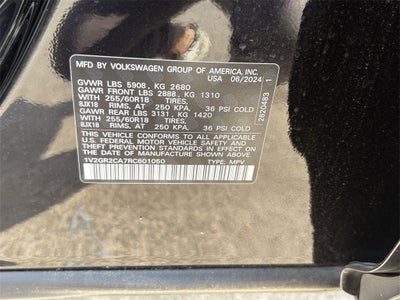 MFD. BY VOLKSWAGEN GROUP OF AMERICA, INC.
USA 06/2024
GVWR LBS 5908, KG 2680
GAWR FRONT LBS 2888, KG 1310
WITH 255/60R18 TIRES,
8JX18 RIMS, AT 250 KPA, 36 PSI COLD
GAWR REAR LBS 3131, KG 1420
WITH 255/60R18 TIRES,
8JX18 RIMS, AT 250 KPA, 36 PSI COLD
THIS VEHICLE CONFORMS TO ALL APPLICABLE
U.S. FEDERAL MOTOR VEHICLE SAFETY AND THEFT
PREVENTION STANDARDS IN EFFECT ON THE DATE
OF MANUFACTURE SHOWN ABOVE.
1V2GR2CA7RC601060 TYPE: MPV
1
2620483